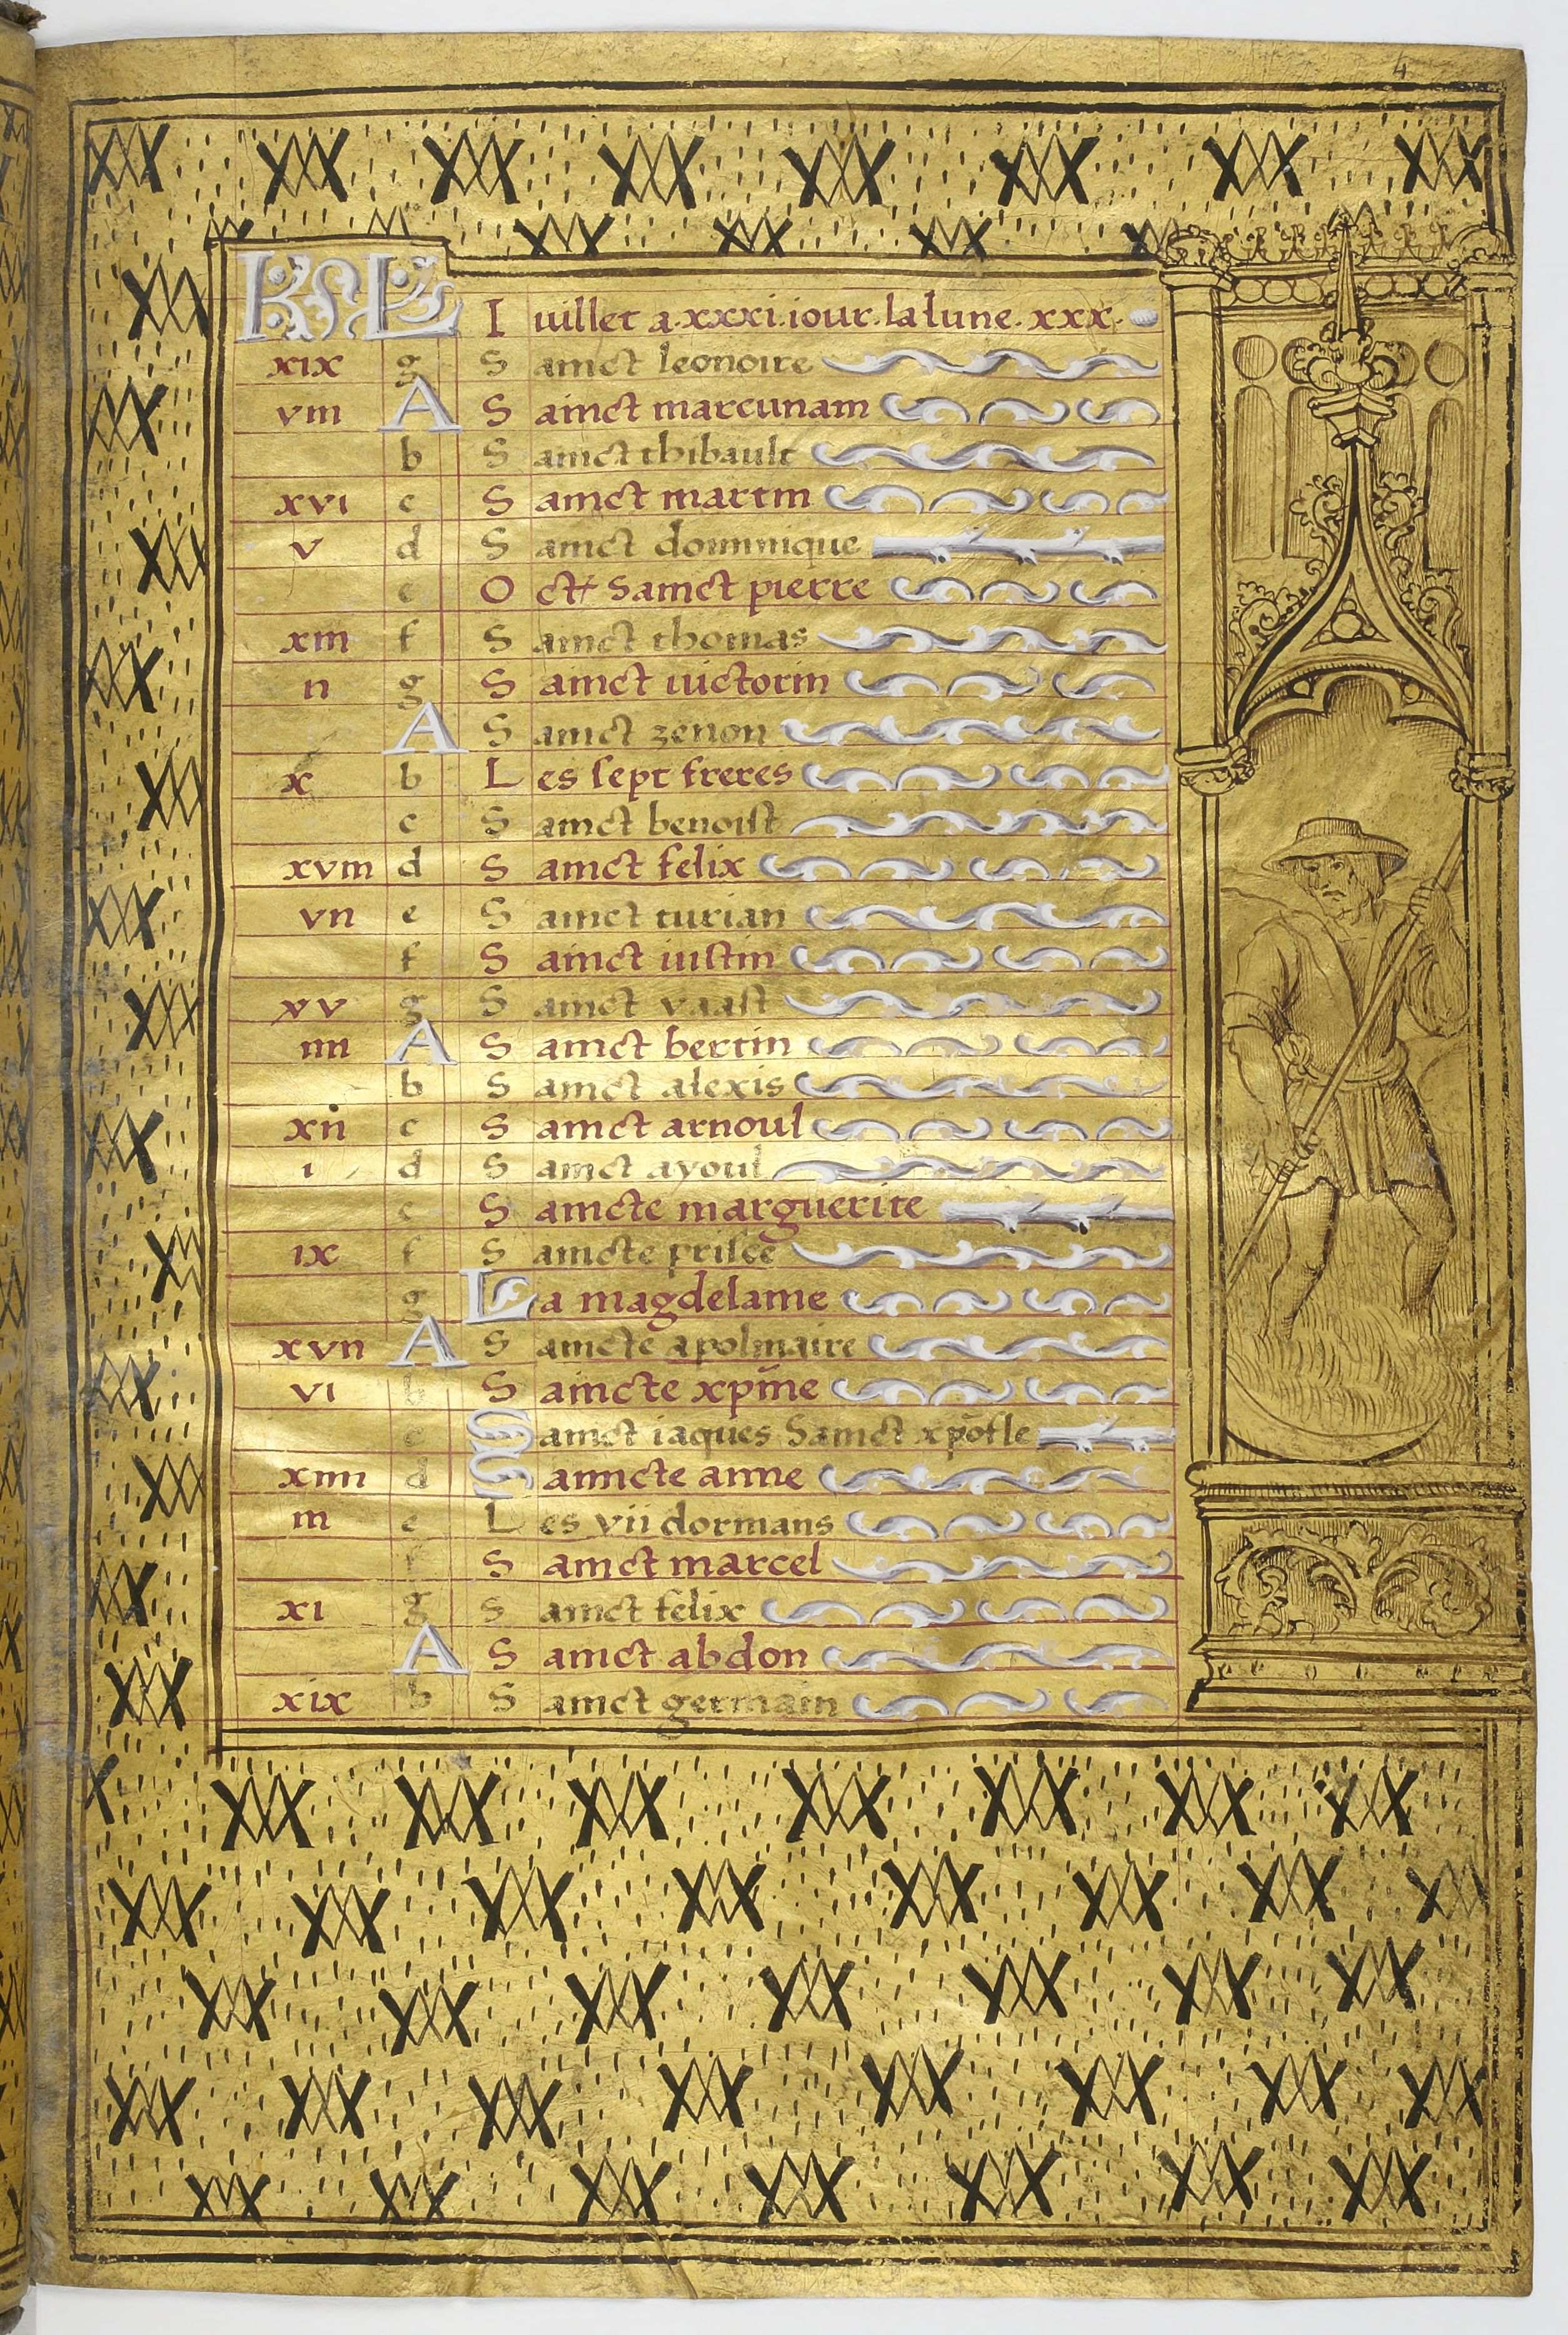 4
KL Iuillet a.xxxi.iour.la lune.xxx.
xix g Sainct leonoire
viii A Sainct marcunam
b Sainct thibault
xvi c Sainct martin
v d Sainct dominique
e Oct Sainct pierre
xiii f Sainct thomas
ii g Sainct victorin
A Sainct zenon
x b Les sept freres
c Sainct benoist
xviii d Sainct felix
vii e Sainct turian
f Sainct iustin
xv g Sainct vaast
iiii A Sainct bertin
b Sainct alexis
xii c Sainct arnoul
i d Sainct ayoul
e Saincte marguerite
ix f Saincte prisce
g La magdelaine
xvii A Saincte apolinaire
vi b Saincte xpine
c Sainct iaques Sainct xpofle
xiiii d Sainncte anne
iii e Les vii dormans
f Sainct marcel
xi g Sainct felix
A Sainct abdon
xix b Sainct germain